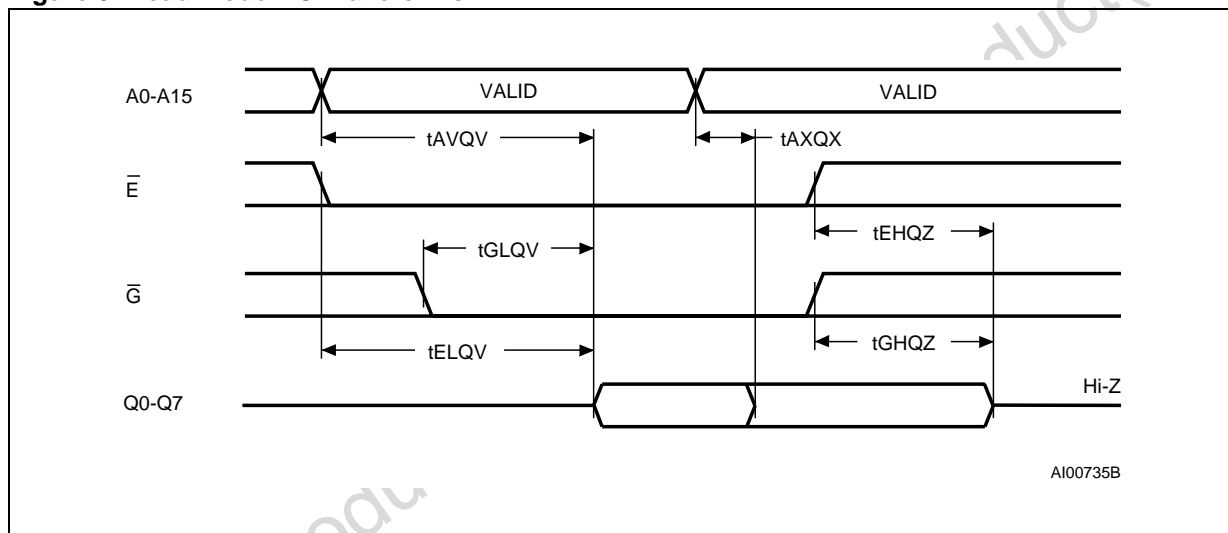 A0-A15 VALID VALID
tAVQV tAXQX
E̅
tEHQZ
tGLQV
G̅
tELQV tGHQZ
Q0-Q7 Hi-Z
AI00735B